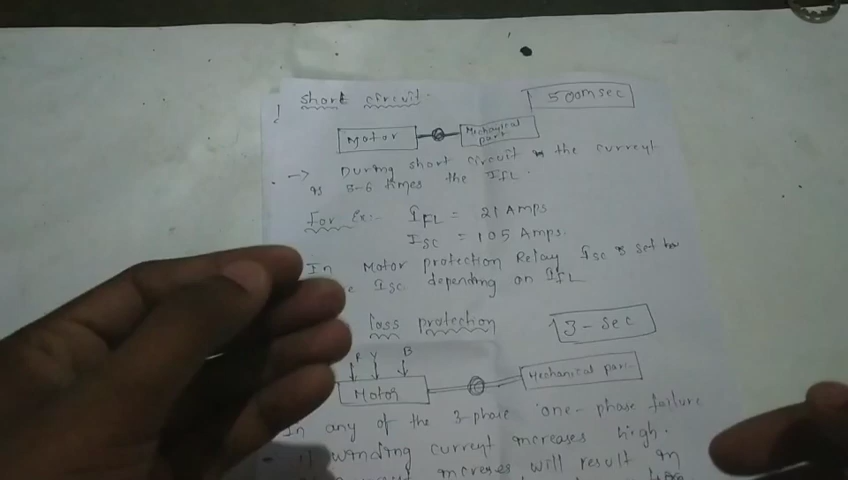 short circuit.
500msec
Motor
Mechanical part
-> During short circuit the current
is 5-6 times the IFL.
For Ex:- IFL = 21 Amps
ISC = 105 Amps.
In Motor protection Relay ISC is set
ISC depending on IFL
loss protection
3-sec
R Y B
Motor
Mechanical part
In any of the 3-phase one-phase failure
winding current increases high.
increses will result in